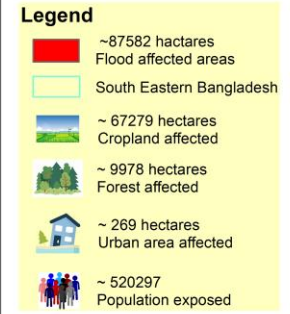 Legend
~87582 hactares
Flood affected areas
South Eastern Bangladesh
~ 67279 hectares
Cropland affected
~ 9978 hectares
Forest affected
~ 269 hectares
Urban area affected
~ 520297
Population exposed